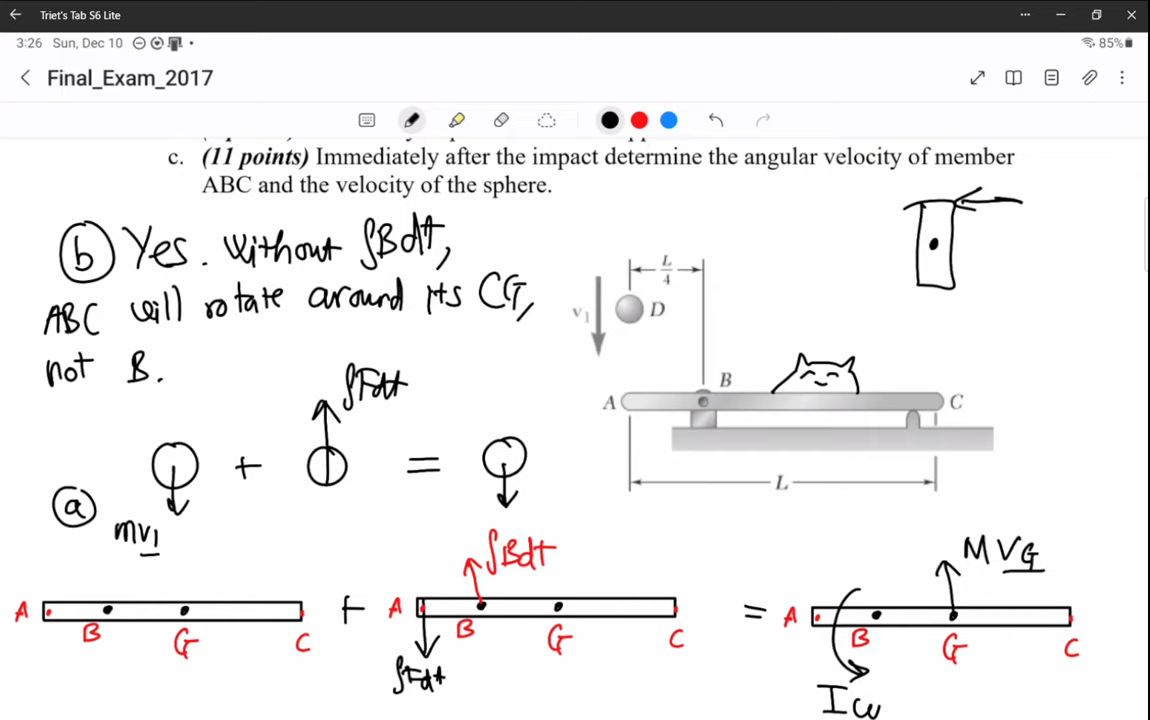 Triet's Tab S6 Lite
3:26 Sun, Dec 10
85%
Final_Exam_2017
c. (11 points) Immediately after the impact determine the angular velocity of member
ABC and the velocity of the sphere.
b Yes. Without ∫Bdt,
ABC will rotate around its CG,
not B.
L/4
v1
D
B
A
C
L
∫Fdt
+
=
a
mv1
∫Bdt
MVG
A
B
G
C
+
A
B
G
C
=
A
B
G
C
∫Fdt
Iω